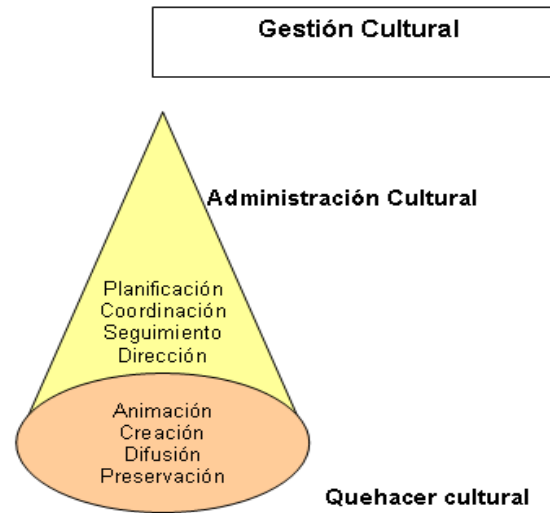 Gestión Cultural
Administración Cultural
Planificación
Coordinación
Seguimiento
Dirección
Animación
Creación
Difusión
Preservación
Quehacer cultural